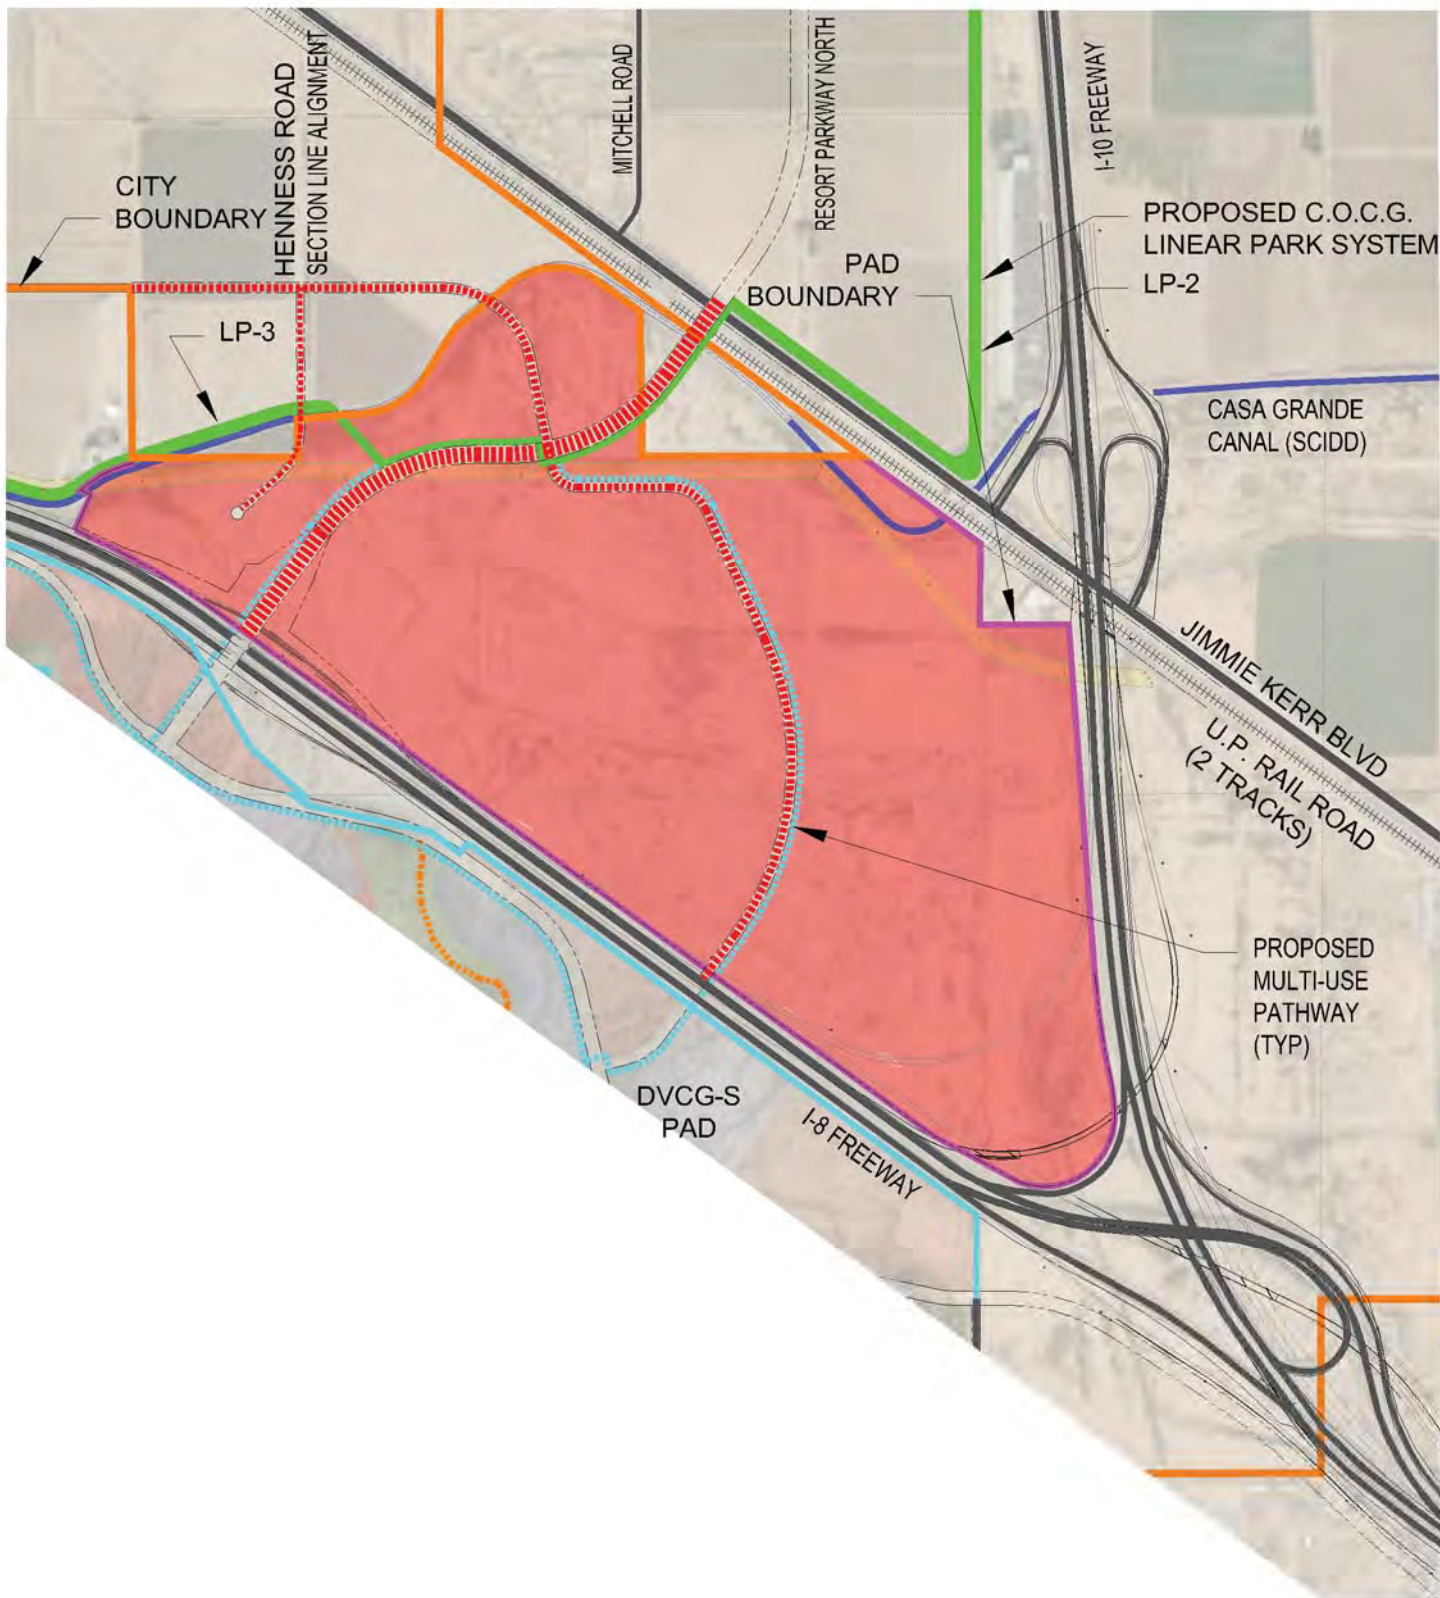 HENNESS ROAD
SECTION LINE ALIGNMENT
MITCHELL ROAD
RESORT PARKWAY NORTH
I-10 FREEWAY
CITY
BOUNDARY
PROPOSED C.O.C.G.
LINEAR PARK SYSTEM
LP-2
PAD
BOUNDARY
LP-3
CASA GRANDE
CANAL (SCIDD)
JIMMIE KERR BLVD
U.P. RAIL ROAD
(2 TRACKS)
PROPOSED
MULTI-USE
PATHWAY
(TYP)
DVCG-S
PAD
I-8 FREEWAY